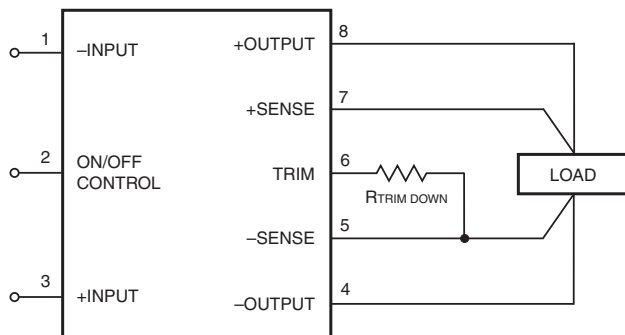 1
–INPUT
2
ON/OFF
CONTROL
3
+INPUT
+OUTPUT
8
+SENSE
7
TRIM
6
RTRIM DOWN
–SENSE
5
–OUTPUT
4
LOAD